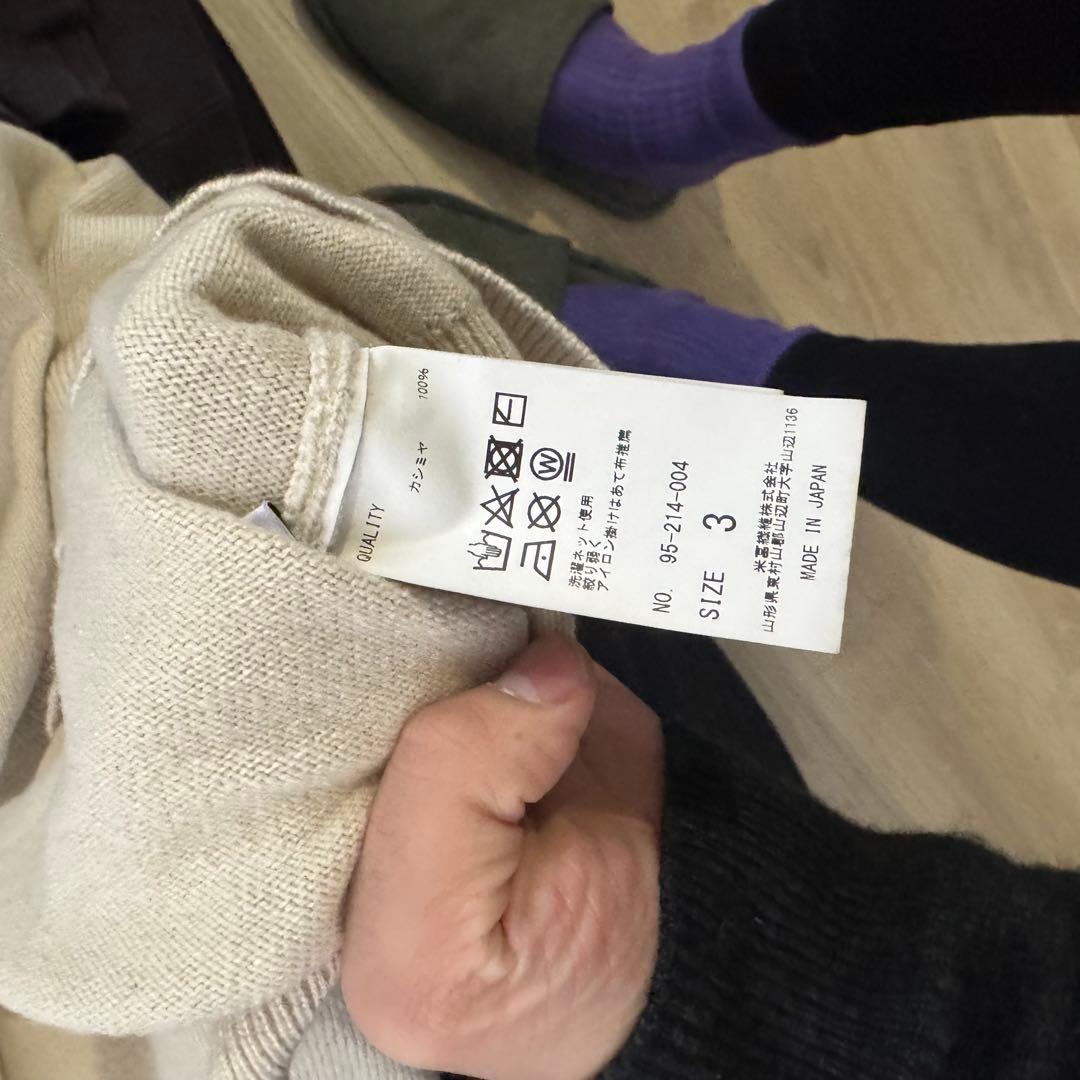 QUALITY
カシミヤ 100%
洗濯ネット使用
絞り弱く
アイロン掛けはあて布推薦
NO. 95-214-004
SIZE 3
米富繊維株式会社
山形県東村山郡山辺町大字山辺1136
MADE IN JAPAN